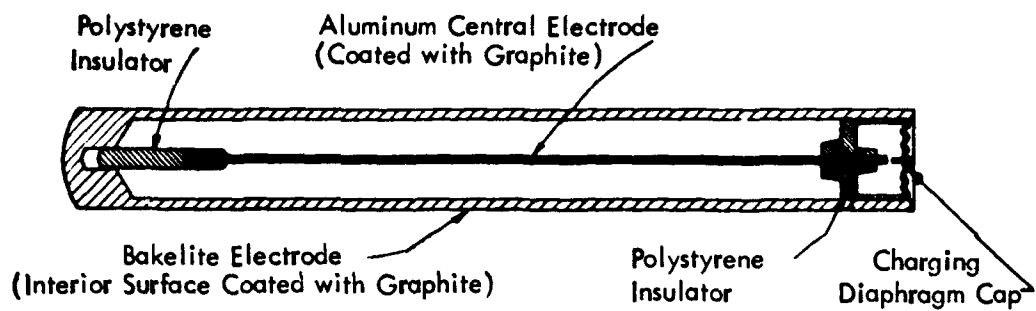 Polystyrene
Insulator
Aluminum Central Electrode
(Coated with Graphite)
Bakelite Electrode
(Interior Surface Coated with Graphite)
Polystyrene
Insulator
Charging
Diaphragm Cap